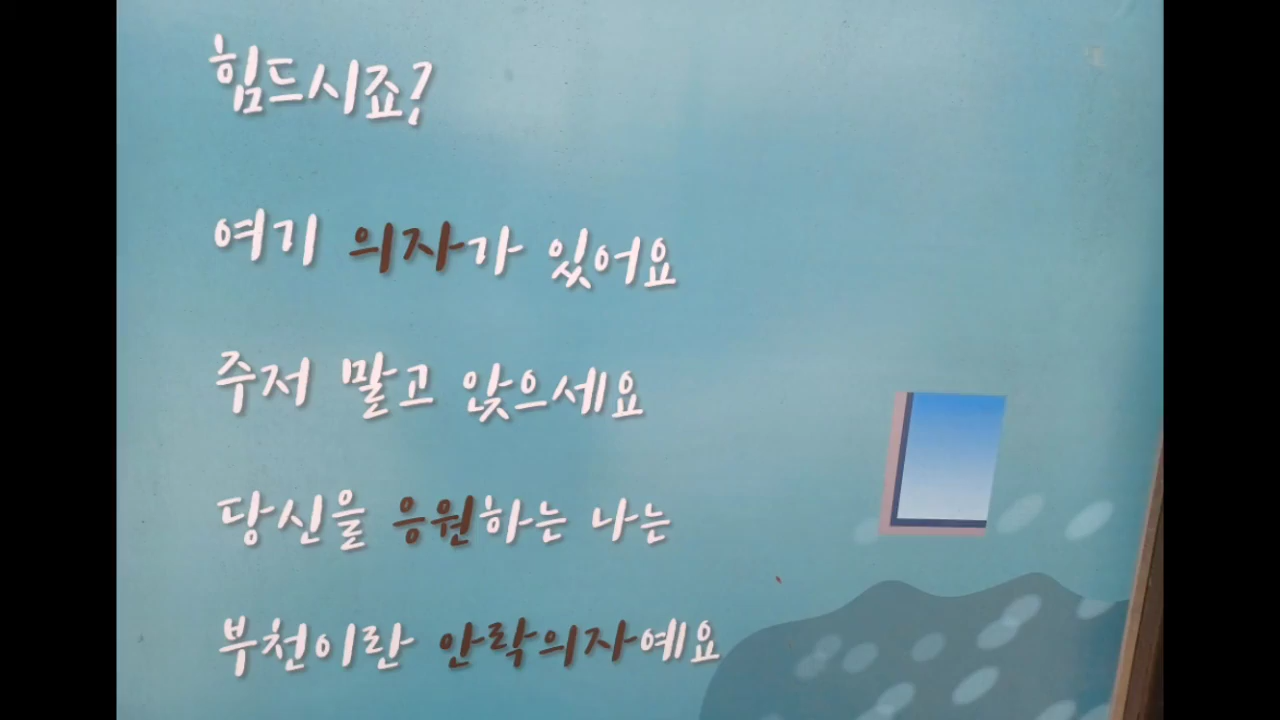 힘드시죠?
여기 의자가 있어요
주저 말고 앉으세요
당신을 응원하는 나는
부천이란 안락의자예요